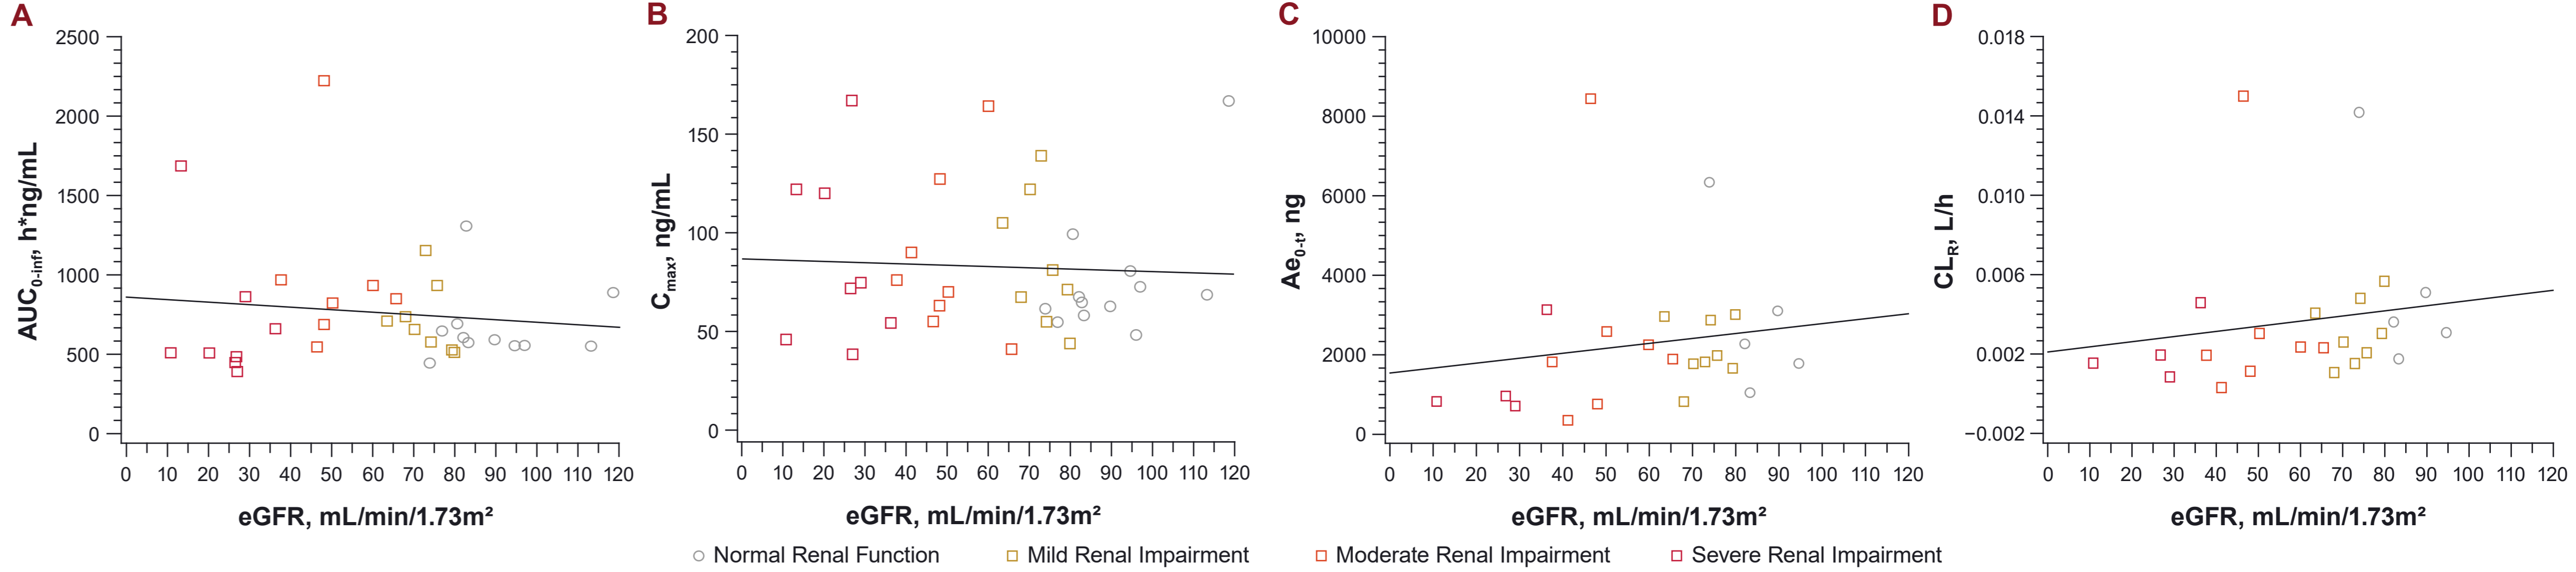 A
2500
2000
1500
1000
500
0
AUC0-inf, h*ng/mL
0 10 20 30 40 50 60 70 80 90 100 110 120
eGFR, mL/min/1.73m²
B
200
150
100
50
0
Cmax, ng/mL
0 10 20 30 40 50 60 70 80 90 100 110 120
eGFR, mL/min/1.73m²
C
10000
8000
6000
4000
2000
0
Ae0-t, ng
0 10 20 30 40 50 60 70 80 90 100 110 120
eGFR, mL/min/1.73m²
D
0.018
0.014
0.010
0.006
0.002
−0.002
CLR, L/h
0 10 20 30 40 50 60 70 80 90 100 110 120
eGFR, mL/min/1.73m²
Normal Renal Function Mild Renal Impairment Moderate Renal Impairment Severe Renal Impairment